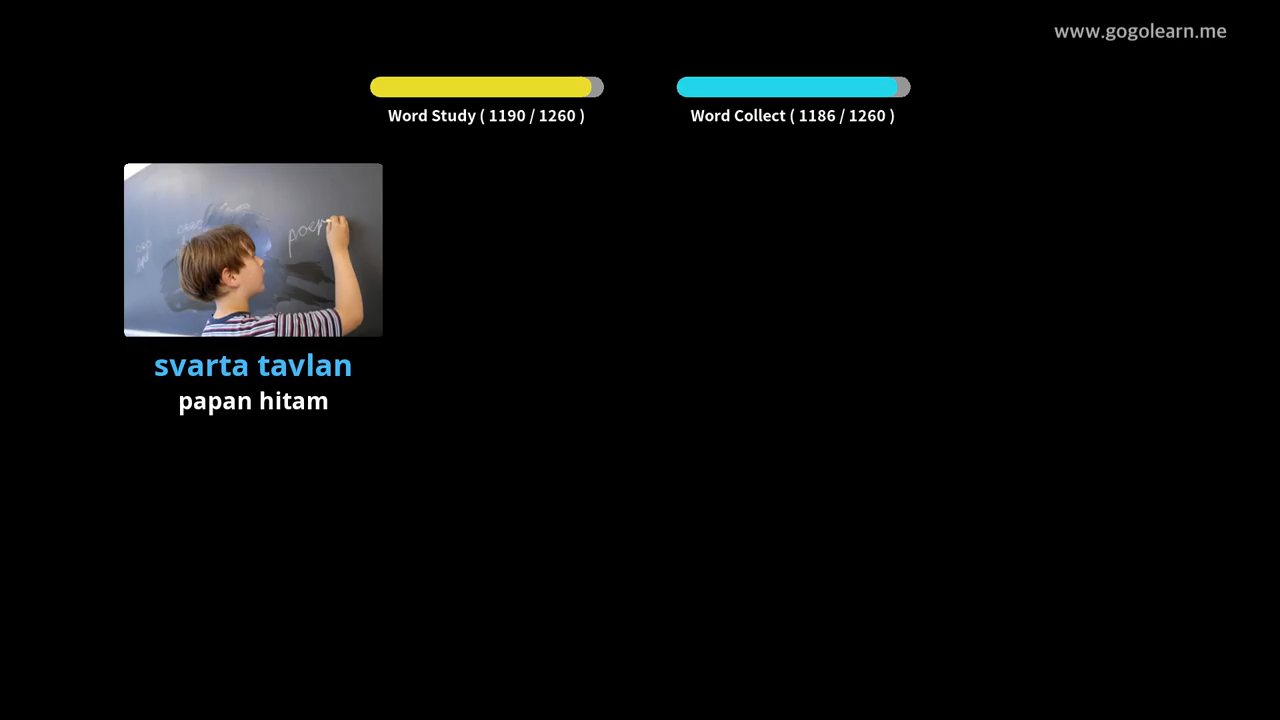 www.gogolearn.me
Word Study ( 1190 / 1260 )
Word Collect ( 1186 / 1260 )
svarta tavlan
papan hitam